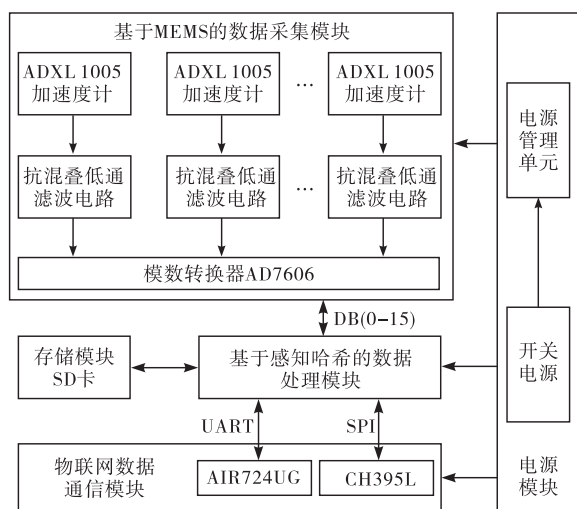 基于MEMS的数据采集模块
ADXL 1005
加速度计
ADXL 1005
加速度计
...
ADXL 1005
加速度计
抗混叠低通
滤波电路
抗混叠低通
滤波电路
...
抗混叠低通
滤波电路
模数转换器AD7606
电源
管理
单元
DB(0-15)
存储模块
SD卡
基于感知哈希的数据
处理模块
开关
电源
UART
SPI
物联网数据
通信模块
AIR724UG
CH395L
电源
模块